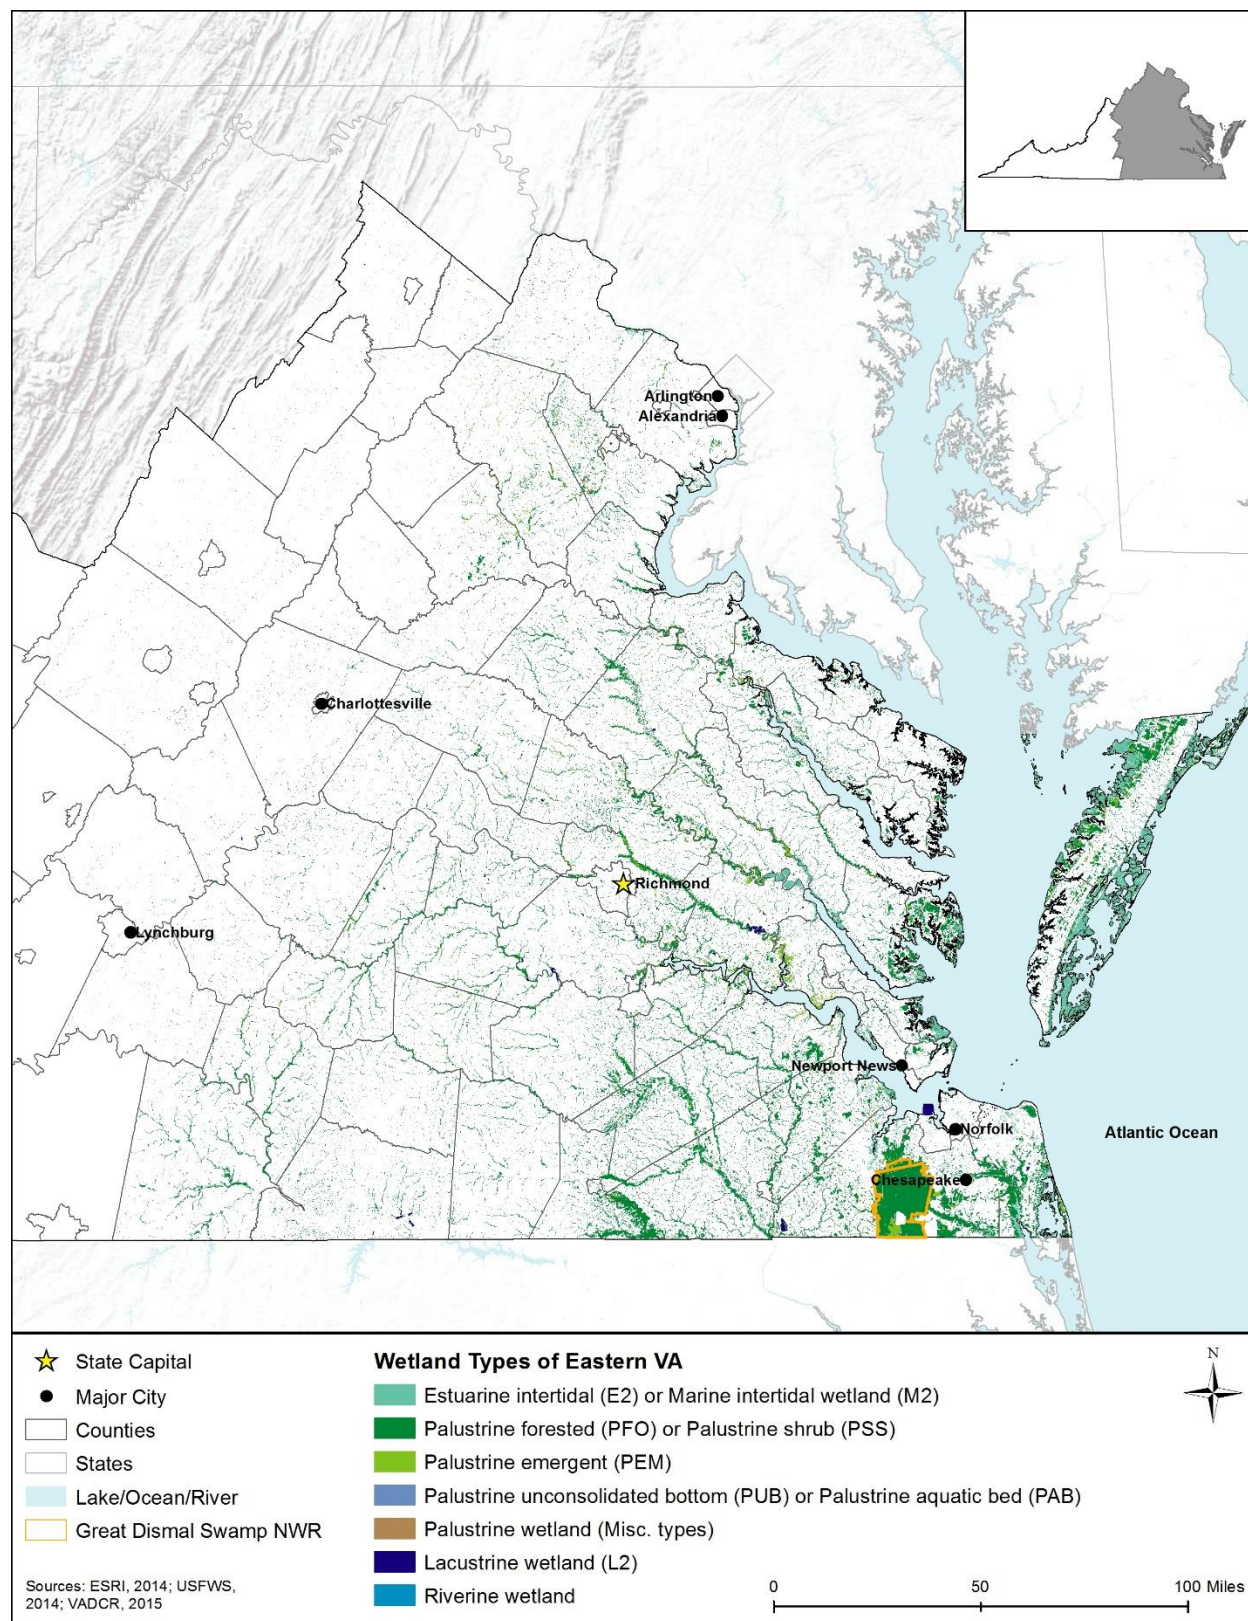 Arlington
Alexandria
Charlottesville
Richmond
Lynchburg
Newport News
Norfolk
Atlantic Ocean
Chesapeake
State Capital
Major City
Counties
States
Lake/Ocean/River
Great Dismal Swamp NWR
Sources: ESRI, 2014; USFWS,
2014; VADCR, 2015
Wetland Types of Eastern VA
Estuarine intertidal (E2) or Marine intertidal wetland (M2)
Palustrine forested (PFO) or Palustrine shrub (PSS)
Palustrine emergent (PEM)
Palustrine unconsolidated bottom (PUB) or Palustrine aquatic bed (PAB)
Palustrine wetland (Misc. types)
Lacustrine wetland (L2)
Riverine wetland
N
0 50 100 Miles